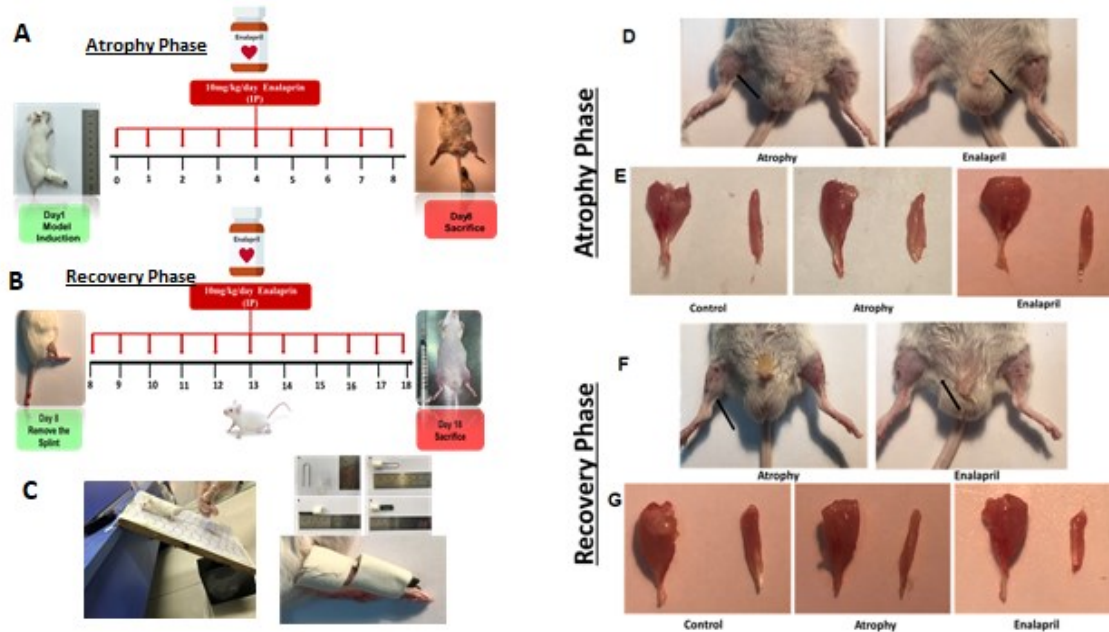 A
Atrophy Phase
Enalapril
10mg/kg/day Enalaprin
(IP)
0 1 2 3 4 5 6 7 8
Day1
Model
Induction
Day8
Sacrifice
Enalapril
B
Recovery Phase
10mg/kg/day Enalaprin
(IP)
8 9 10 11 12 13 14 15 16 17 18
Day 8
Remove the
Splint
Day 18
Sacrifice
C
Atrophy Phase
D
Atrophy Enalapril
E
Control Atrophy Enalapril
Recovery Phase
F
Atrophy Enalapril
G
Control Atrophy Enalapril